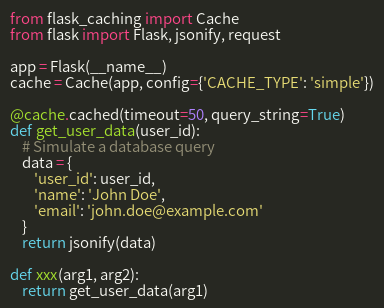 from flask_caching import Cache
from flask import Flask, jsonify, request

app = Flask(__name__)
cache = Cache(app, config={'CACHE_TYPE': 'simple'})

@cache.cached(timeout=50, query_string=True)
def get_user_data(user_id):
    # Simulate a database query
    data = {
        'user_id': user_id,
        'name': 'John Doe',
        'email': 'john.doe@example.com'
    }
    return jsonify(data)

def xxx(arg1, arg2):
    return get_user_data(arg1)